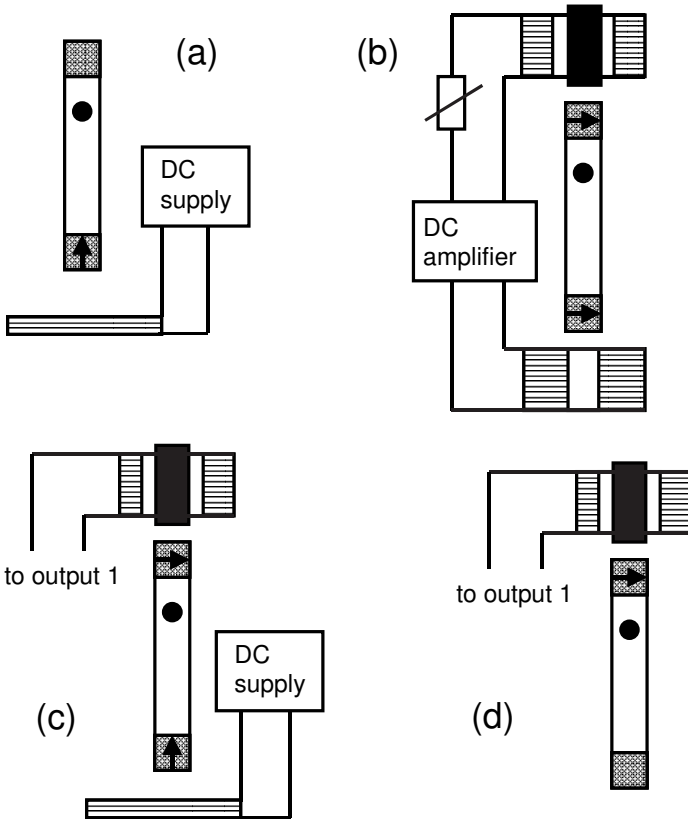 (a)
DC
supply
(b)
DC
amplifier
to output 1
(c)
DC
supply
to output 1
(d)